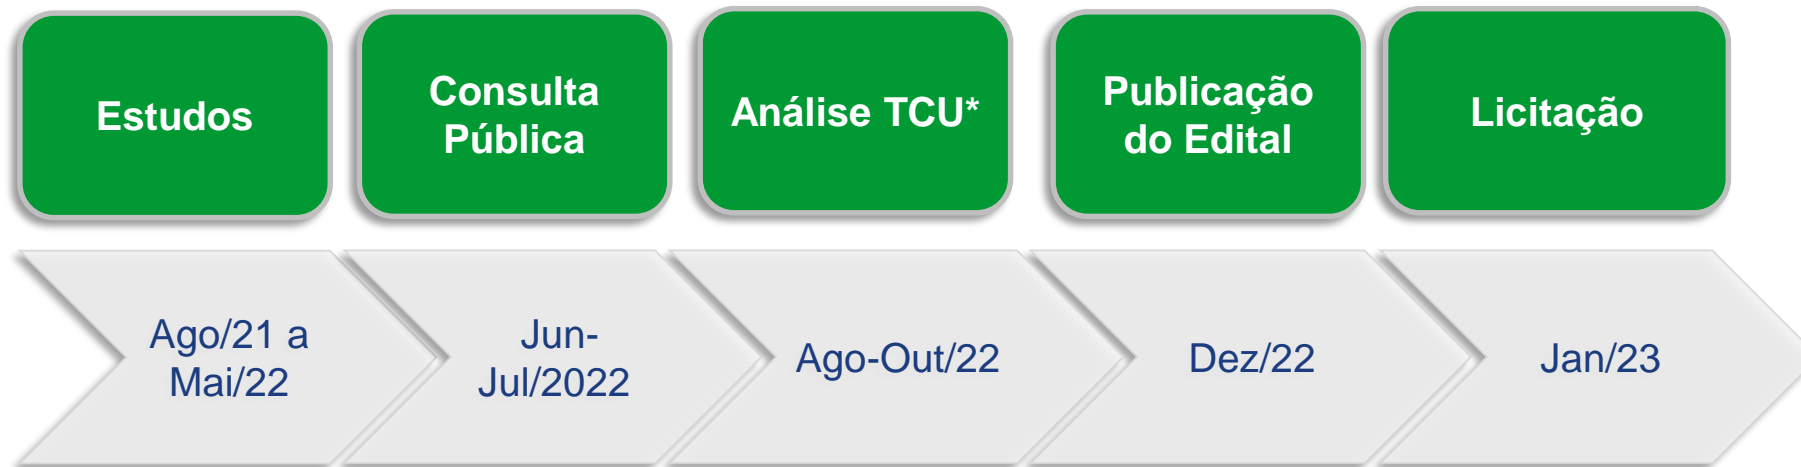 Estudos
Consulta
Pública
Análise TCU*
Publicação
do Edital
Licitação
Ago/21 a
Mai/22
Jun-
Jul/2022
Ago-Out/22
Dez/22
Jan/23